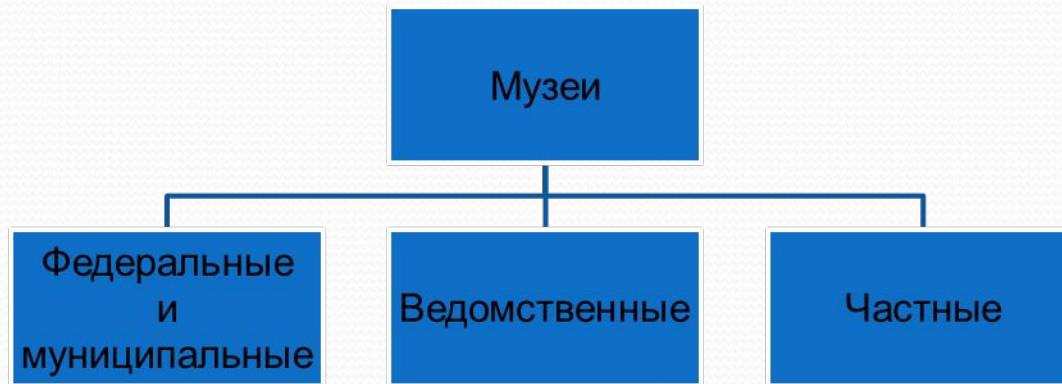 Музеи
Федеральные
и
муниципальные
Ведомственные
Частные